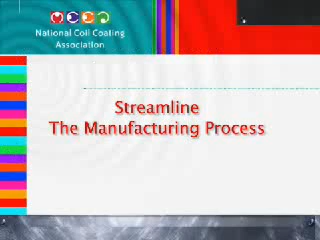 National Coil Coating
Association
Streamline
The Manufacturing Process